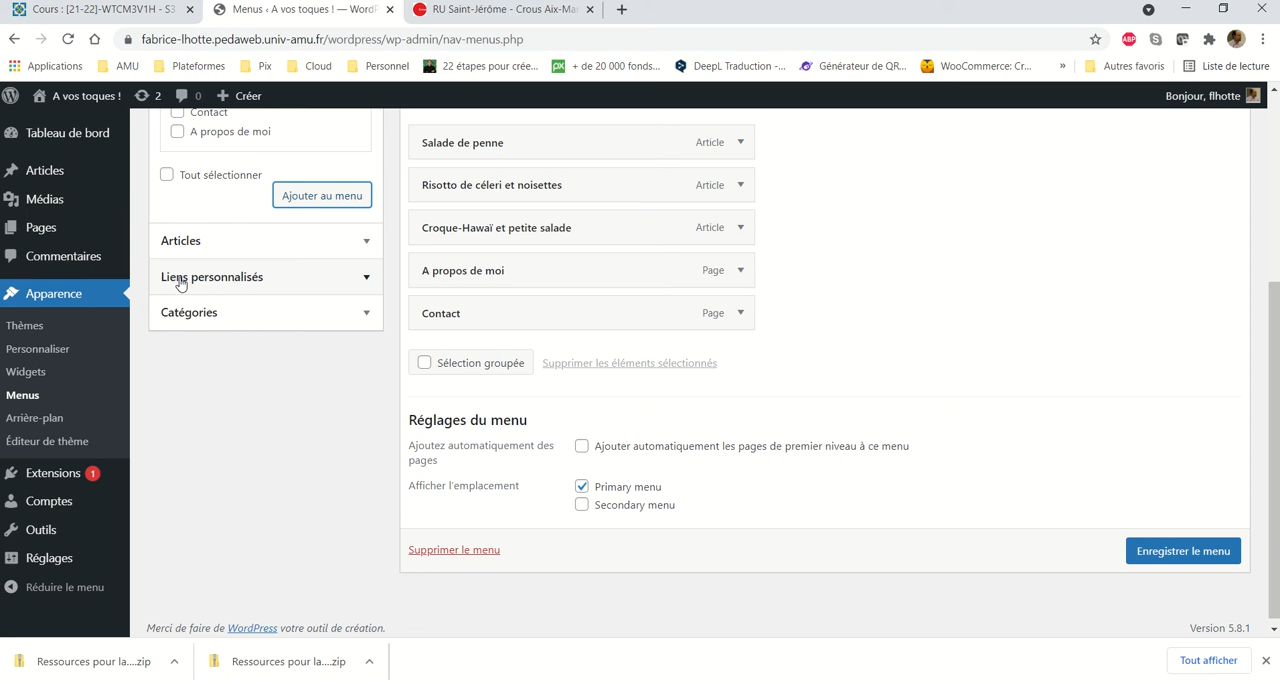 Cours : [21-22]-WTCM3V1H - S3
Menus ‹ A vos toques ! — WordP
RU Saint-Jérôme - Crous Aix-Mar
fabrice-lhotte.pedaweb.univ-amu.fr/wordpress/wp-admin/nav-menus.php
ABP
Applications
AMU
Plateformes
Pix
Cloud
Personnel
22 étapes pour crée...
+ de 20 000 fonds...
DeepL Traduction -...
Générateur de QR...
WooCommerce: Cr...
»
Autres favoris
Liste de lecture
A vos toques !
2
0
Créer
Bonjour, flhotte
Tableau de bord
Articles
Médias
Pages
Commentaires
Apparence
Thèmes
Personnaliser
Widgets
Menus
Arrière-plan
Éditeur de thème
Extensions 1
Comptes
Outils
Réglages
Réduire le menu
Contact
A propos de moi
Tout sélectionner
Ajouter au menu
Articles
Liens personnalisés
Catégories
Salade de penne Article
Risotto de céleri et noisettes Article
Croque-Hawaï et petite salade Article
A propos de moi Page
Contact Page
Sélection groupée Supprimer les éléments sélectionnés
Réglages du menu
Ajoutez automatiquement des
pages
Ajouter automatiquement les pages de premier niveau à ce menu
Afficher l'emplacement
Primary menu
Secondary menu
Supprimer le menu
Enregistrer le menu
Merci de faire de WordPress votre outil de création.
Version 5.8.1
Ressources pour la....zip
Ressources pour la....zip
Tout afficher